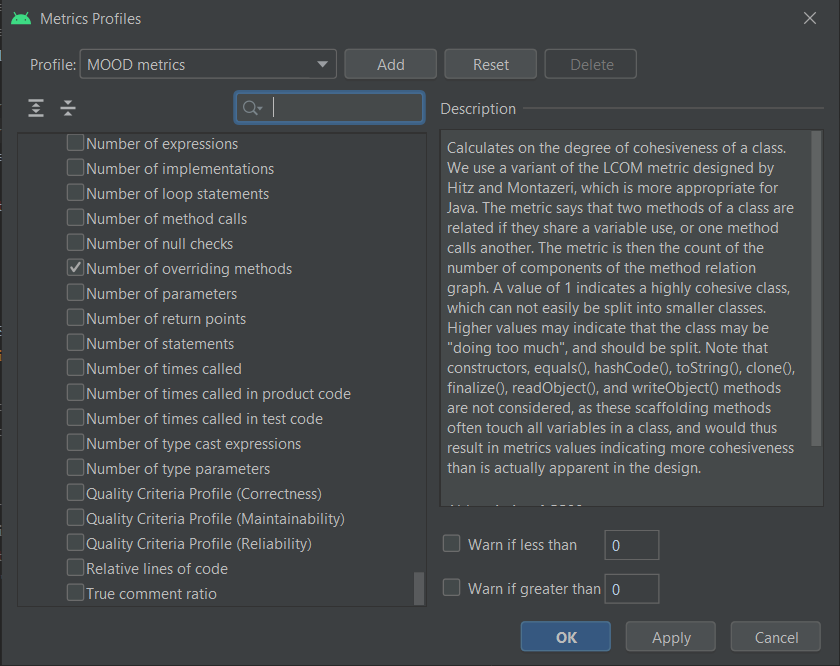 Metrics Profiles
Profile: MOOD metrics Add Reset Delete
Description
Number of expressions
Number of implementations
Number of loop statements
Number of method calls
Number of null checks
Number of overriding methods
Number of parameters
Number of return points
Number of statements
Number of times called
Number of times called in product code
Number of times called in test code
Number of type cast expressions
Number of type parameters
Quality Criteria Profile (Correctness)
Quality Criteria Profile (Maintainability)
Quality Criteria Profile (Reliability)
Relative lines of code
True comment ratio
Calculates on the degree of cohesiveness of a class.
We use a variant of the LCOM metric designed by
Hitz and Montazeri, which is more appropriate for
Java. The metric says that two methods of a class are
related if they share a variable use, or one method
calls another. The metric is then the count of the
number of components of the method relation
graph. A value of 1 indicates a highly cohesive class,
which can not easily be split into smaller classes.
Higher values may indicate that the class may be
"doing too much", and should be split. Note that
constructors, equals(), hashCode(), toString(), clone(),
finalize(), readObject(), and writeObject() methods
are not considered, as these scaffolding methods
often touch all variables in a class, and would thus
result in metrics values indicating more cohesiveness
than is actually apparent in the design.
Warn if less than 0
Warn if greater than 0
OK Apply Cancel